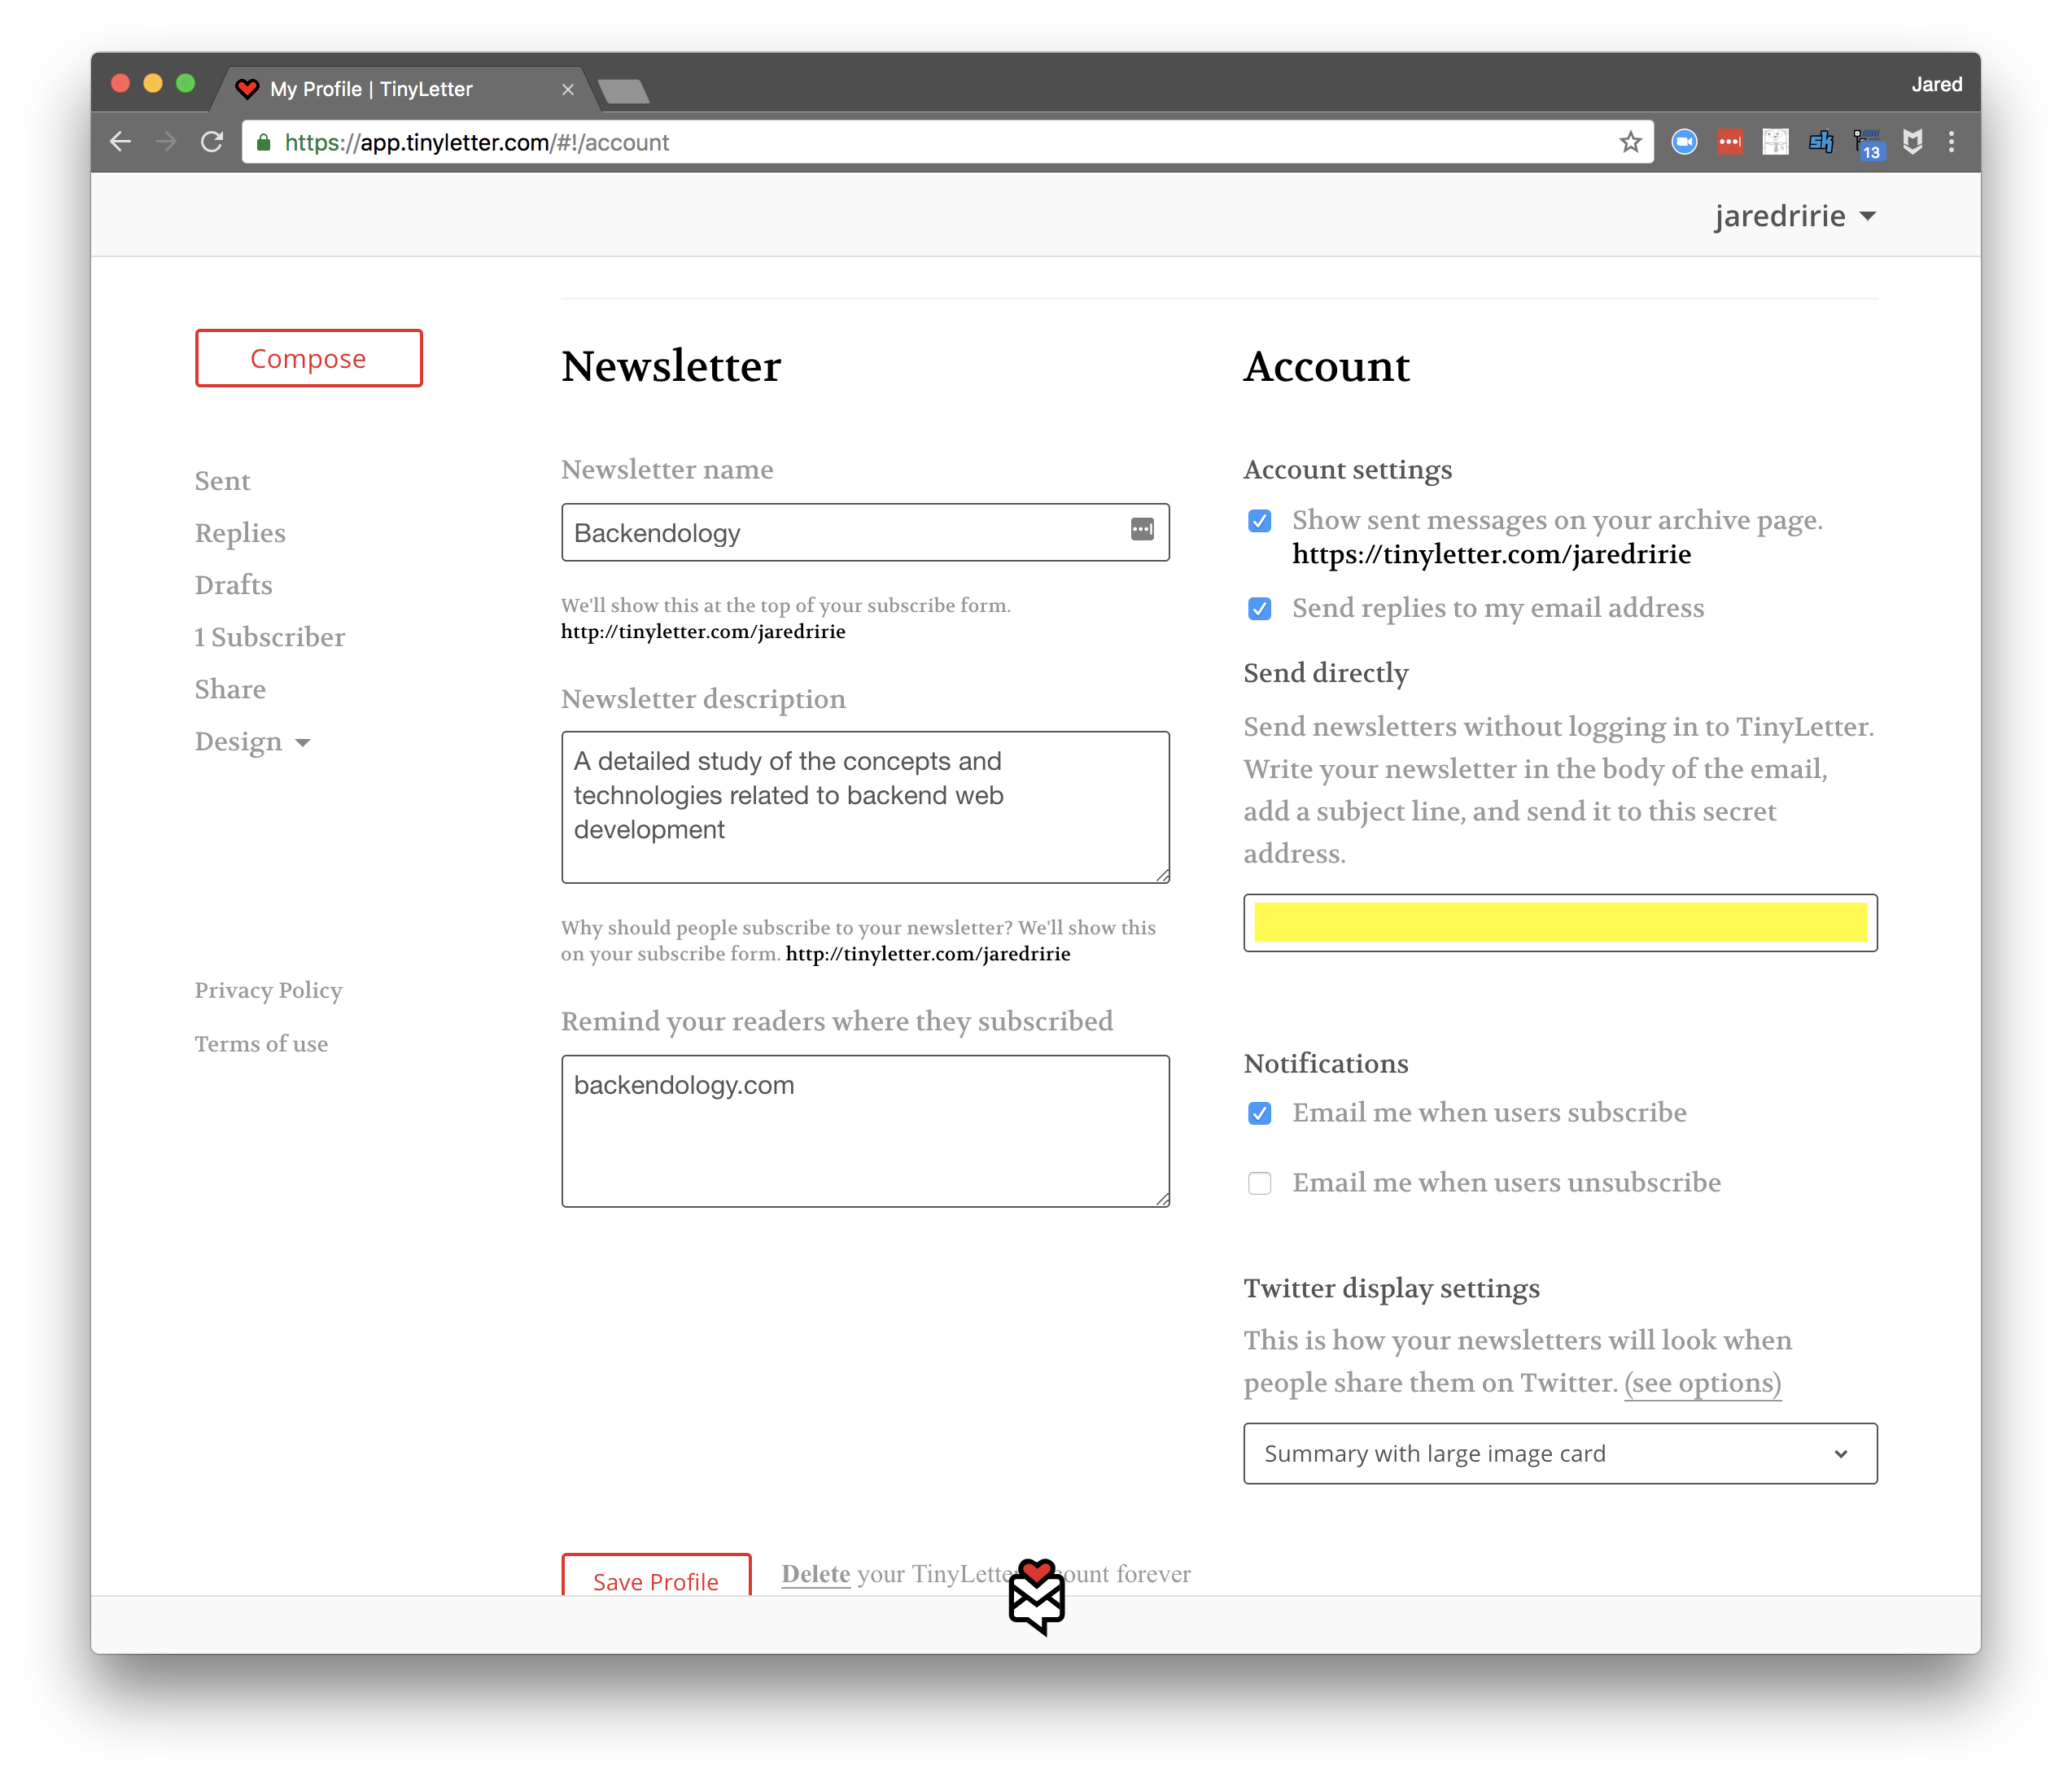 My Profile | TinyLetter
Jared
https://app.tinyletter.com/#!/account
13
jaredririe
Compose
Sent
Replies
Drafts
1 Subscriber
Share
Design
Privacy Policy
Terms of use
Newsletter
Newsletter name
Backendology
We'll show this at the top of your subscribe form.
http://tinyletter.com/jaredririe
Newsletter description
A detailed study of the concepts and
technologies related to backend web
development
Why should people subscribe to your newsletter? We'll show this
on your subscribe form. http://tinyletter.com/jaredririe
Remind your readers where they subscribed
backendology.com
Account
Account settings
Show sent messages on your archive page.
https://tinyletter.com/jaredririe
Send replies to my email address
Send directly
Send newsletters without logging in to TinyLetter.
Write your newsletter in the body of the email,
add a subject line, and send it to this secret
address.
Notifications
Email me when users subscribe
Email me when users unsubscribe
Twitter display settings
This is how your newsletters will look when
people share them on Twitter. (see options)
Summary with large image card
Save Profile
Delete your TinyLetter account forever